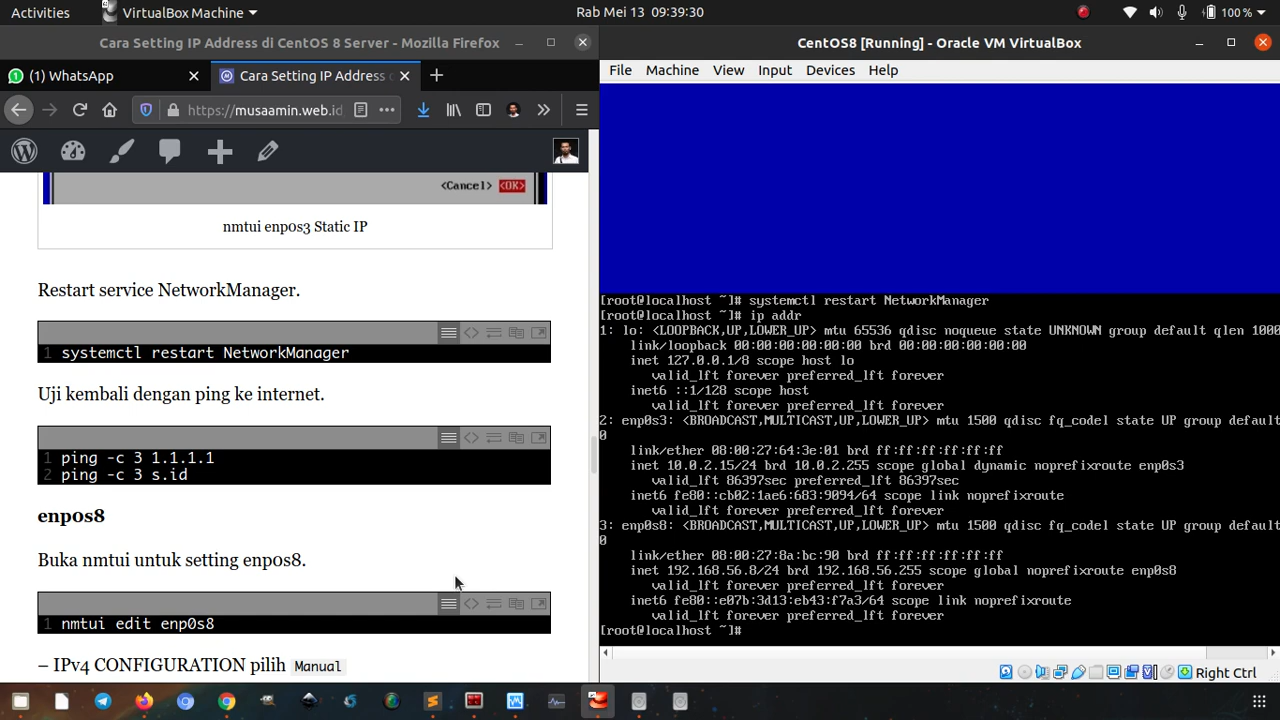 Activities
VirtualBox Machine
Rab Mei 13 09:39:30
100 %
Cara Setting IP Address di CentOS 8 Server - Mozilla Firefox
(1) WhatsApp
Cara Setting IP Address
https://musaamin.web.id
<Cancel> <OK>
nmtui enp0s3 Static IP
Restart service NetworkManager.
1 systemctl restart NetworkManager
Uji kembali dengan ping ke internet.
1 ping -c 3 1.1.1.1
2 ping -c 3 s.id
enp0s8
Buka nmtui untuk setting enp0s8.
1 nmtui edit enp0s8
– IPv4 CONFIGURATION pilih Manual
CentOS8 [Running] - Oracle VM VirtualBox
File Machine View Input Devices Help
[root@localhost ~]# systemctl restart NetworkManager
[root@localhost ~]# ip addr
1: lo: <LOOPBACK,UP,LOWER_UP> mtu 65536 qdisc noqueue state UNKNOWN group default qlen 1000
link/loopback 00:00:00:00:00:00 brd 00:00:00:00:00:00
inet 127.0.0.1/8 scope host lo
valid_lft forever preferred_lft forever
inet6 ::1/128 scope host
valid_lft forever preferred_lft forever
2: enp0s3: <BROADCAST,MULTICAST,UP,LOWER_UP> mtu 1500 qdisc fq_codel state UP group default
0
link/ether 08:00:27:64:3e:01 brd ff:ff:ff:ff:ff:ff
inet 10.0.2.15/24 brd 10.0.2.255 scope global dynamic noprefixroute enp0s3
valid_lft 86397sec preferred_lft 86397sec
inet6 fe80::cb02:1ae6:683:9094/64 scope link noprefixroute
valid_lft forever preferred_lft forever
3: enp0s8: <BROADCAST,MULTICAST,UP,LOWER_UP> mtu 1500 qdisc fq_codel state UP group default
0
link/ether 08:00:27:8a:bc:90 brd ff:ff:ff:ff:ff:ff
inet 192.168.56.8/24 brd 192.168.56.255 scope global noprefixroute enp0s8
valid_lft forever preferred_lft forever
inet6 fe80::e07b:3d13:eb43:f7a3/64 scope link noprefixroute
valid_lft forever preferred_lft forever
[root@localhost ~]#
Right Ctrl